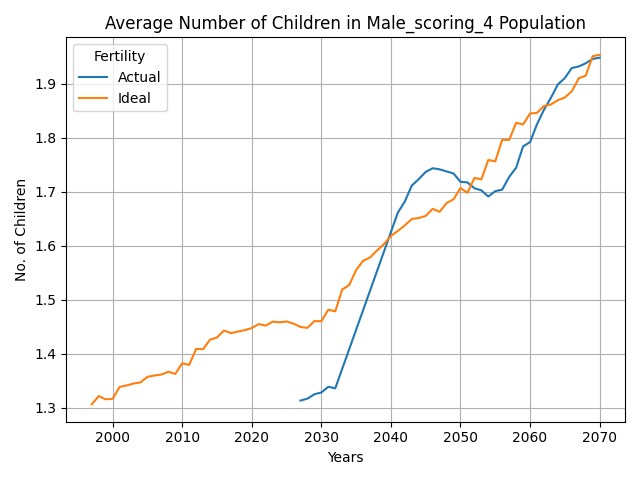 Average Number of Children in Male_scoring_4 Population
Fertility
Actual
Ideal
No. of Children
1.9
1.8
1.7
1.6
1.5
1.4
1.3
2000 2010 2020 2030 2040 2050 2060 2070
Years